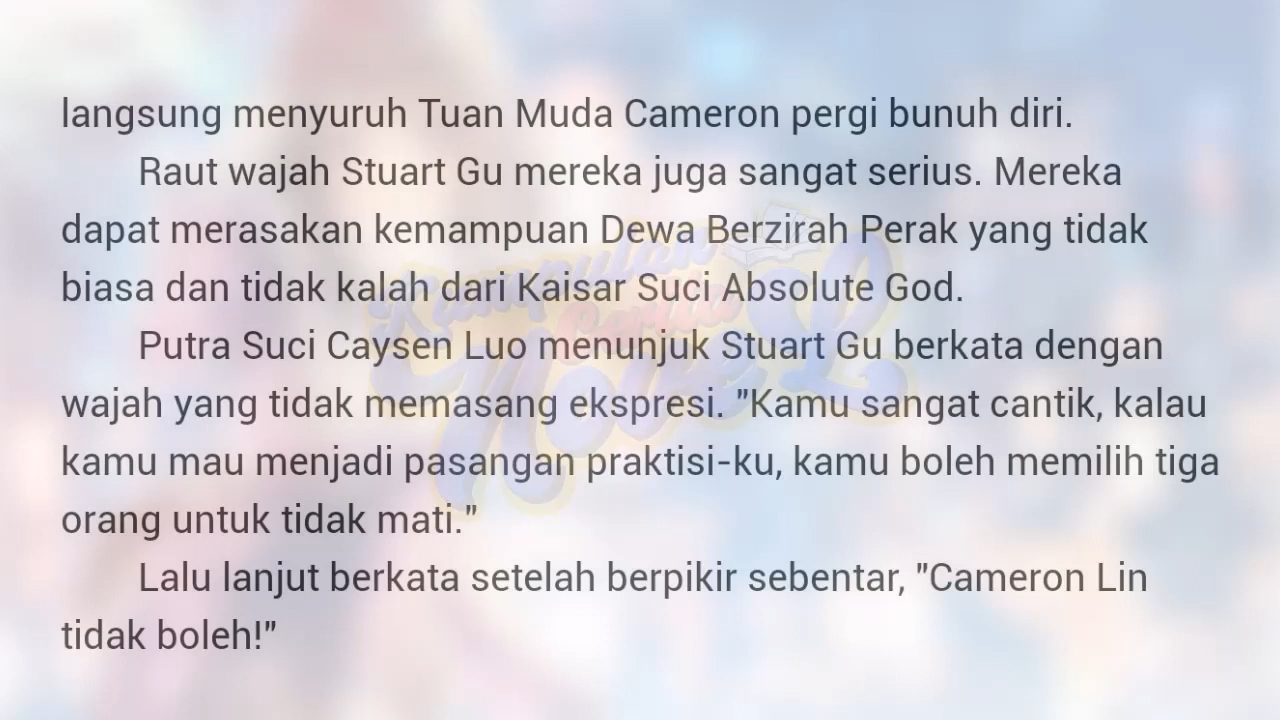 langsung menyuruh Tuan Muda Cameron pergi bunuh diri.
Raut wajah Stuart Gu mereka juga sangat serius. Mereka
dapat merasakan kemampuan Dewa Berzirah Perak yang tidak
biasa dan tidak kalah dari Kaisar Suci Absolute God.
Putra Suci Caysen Luo menunjuk Stuart Gu berkata dengan
wajah yang tidak memasang ekspresi. "Kamu sangat cantik, kalau
kamu mau menjadi pasangan praktisi-ku, kamu boleh memilih tiga
orang untuk tidak mati."
Lalu lanjut berkata setelah berpikir sebentar, "Cameron Lin
tidak boleh!"
Kumpulan
Cerita
Novel